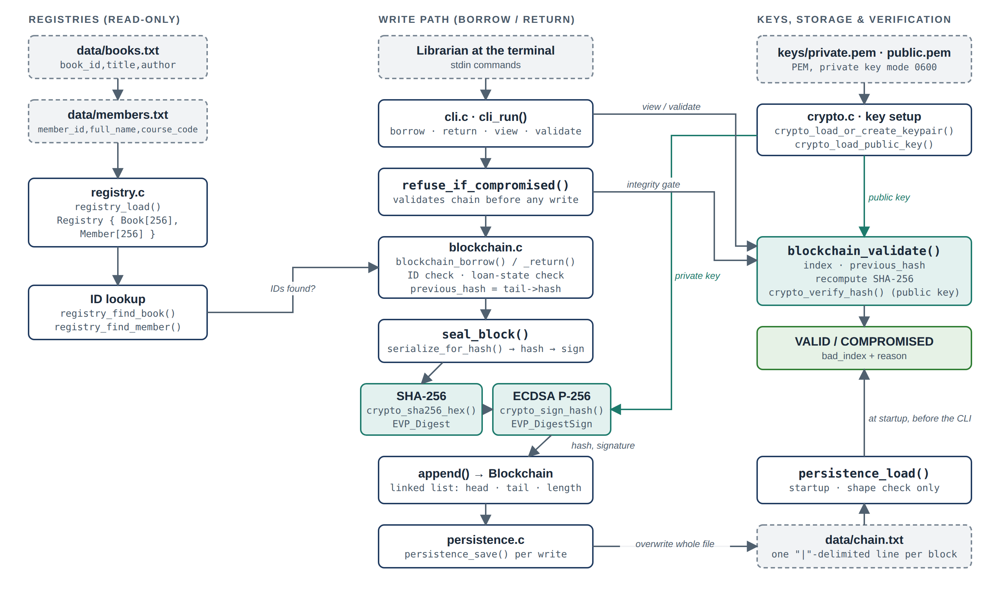 REGISTRIES (READ-ONLY)
data/books.txt
book_id,title,author
data/members.txt
member_id,full_name,course_code
registry.c
registry_load()
Registry { Book[256],
Member[256] }
ID lookup
registry_find_book()
registry_find_member()
IDs found?
WRITE PATH (BORROW / RETURN)
Librarian at the terminal
stdin commands
cli.c · cli_run()
borrow · return · view · validate
refuse_if_compromised()
validates chain before any write
blockchain.c
blockchain_borrow() / _return()
ID check · loan-state check
previous_hash = tail->hash
seal_block()
serialize_for_hash() → hash → sign
SHA-256
crypto_sha256_hex()
EVP_Digest
ECDSA P-256
crypto_sign_hash()
EVP_DigestSign
hash, signature
append() → Blockchain
linked list: head · tail · length
persistence.c
persistence_save() per write
view / validate
integrity gate
private key
overwrite whole file
KEYS, STORAGE & VERIFICATION
keys/private.pem · public.pem
PEM, private key mode 0600
crypto.c · key setup
crypto_load_or_create_keypair()
crypto_load_public_key()
public key
blockchain_validate()
index · previous_hash
recompute SHA-256
crypto_verify_hash() (public key)
VALID / COMPROMISED
bad_index + reason
at startup, before the CLI
persistence_load()
startup · shape check only
data/chain.txt
one "|"-delimited line per block